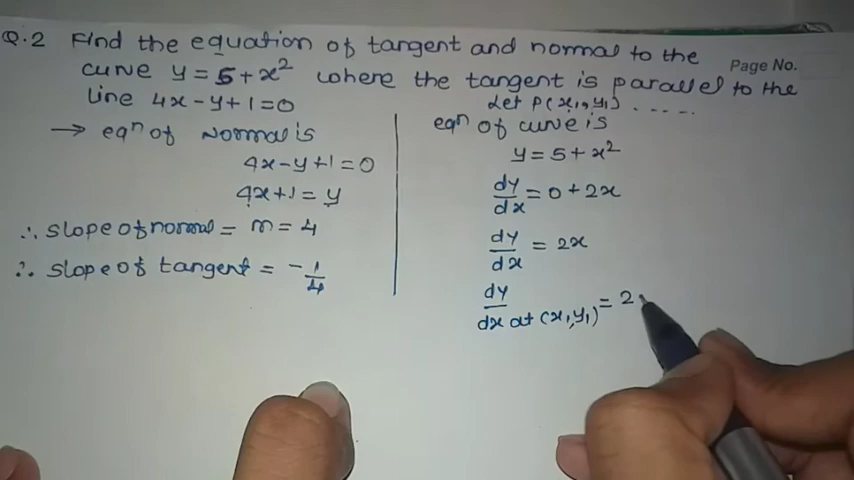 Q.2 Find the equation of tangent and normal to the
Page No.
curve y = 5 + x² where the tangent is parallel to the
line 4x - y + 1 = 0
→ eqⁿ of Normal is
4x - y + 1 = 0
4x + 1 = y
∴ slope of normal = m = 4
∴ slope of tangent = - 1/4
Let P(x₁, y₁) . . . . .
eqⁿ of curve is
y = 5 + x²
dy/dx = 0 + 2x
dy/dx = 2x
dy/dx at (x₁, y₁) = 2